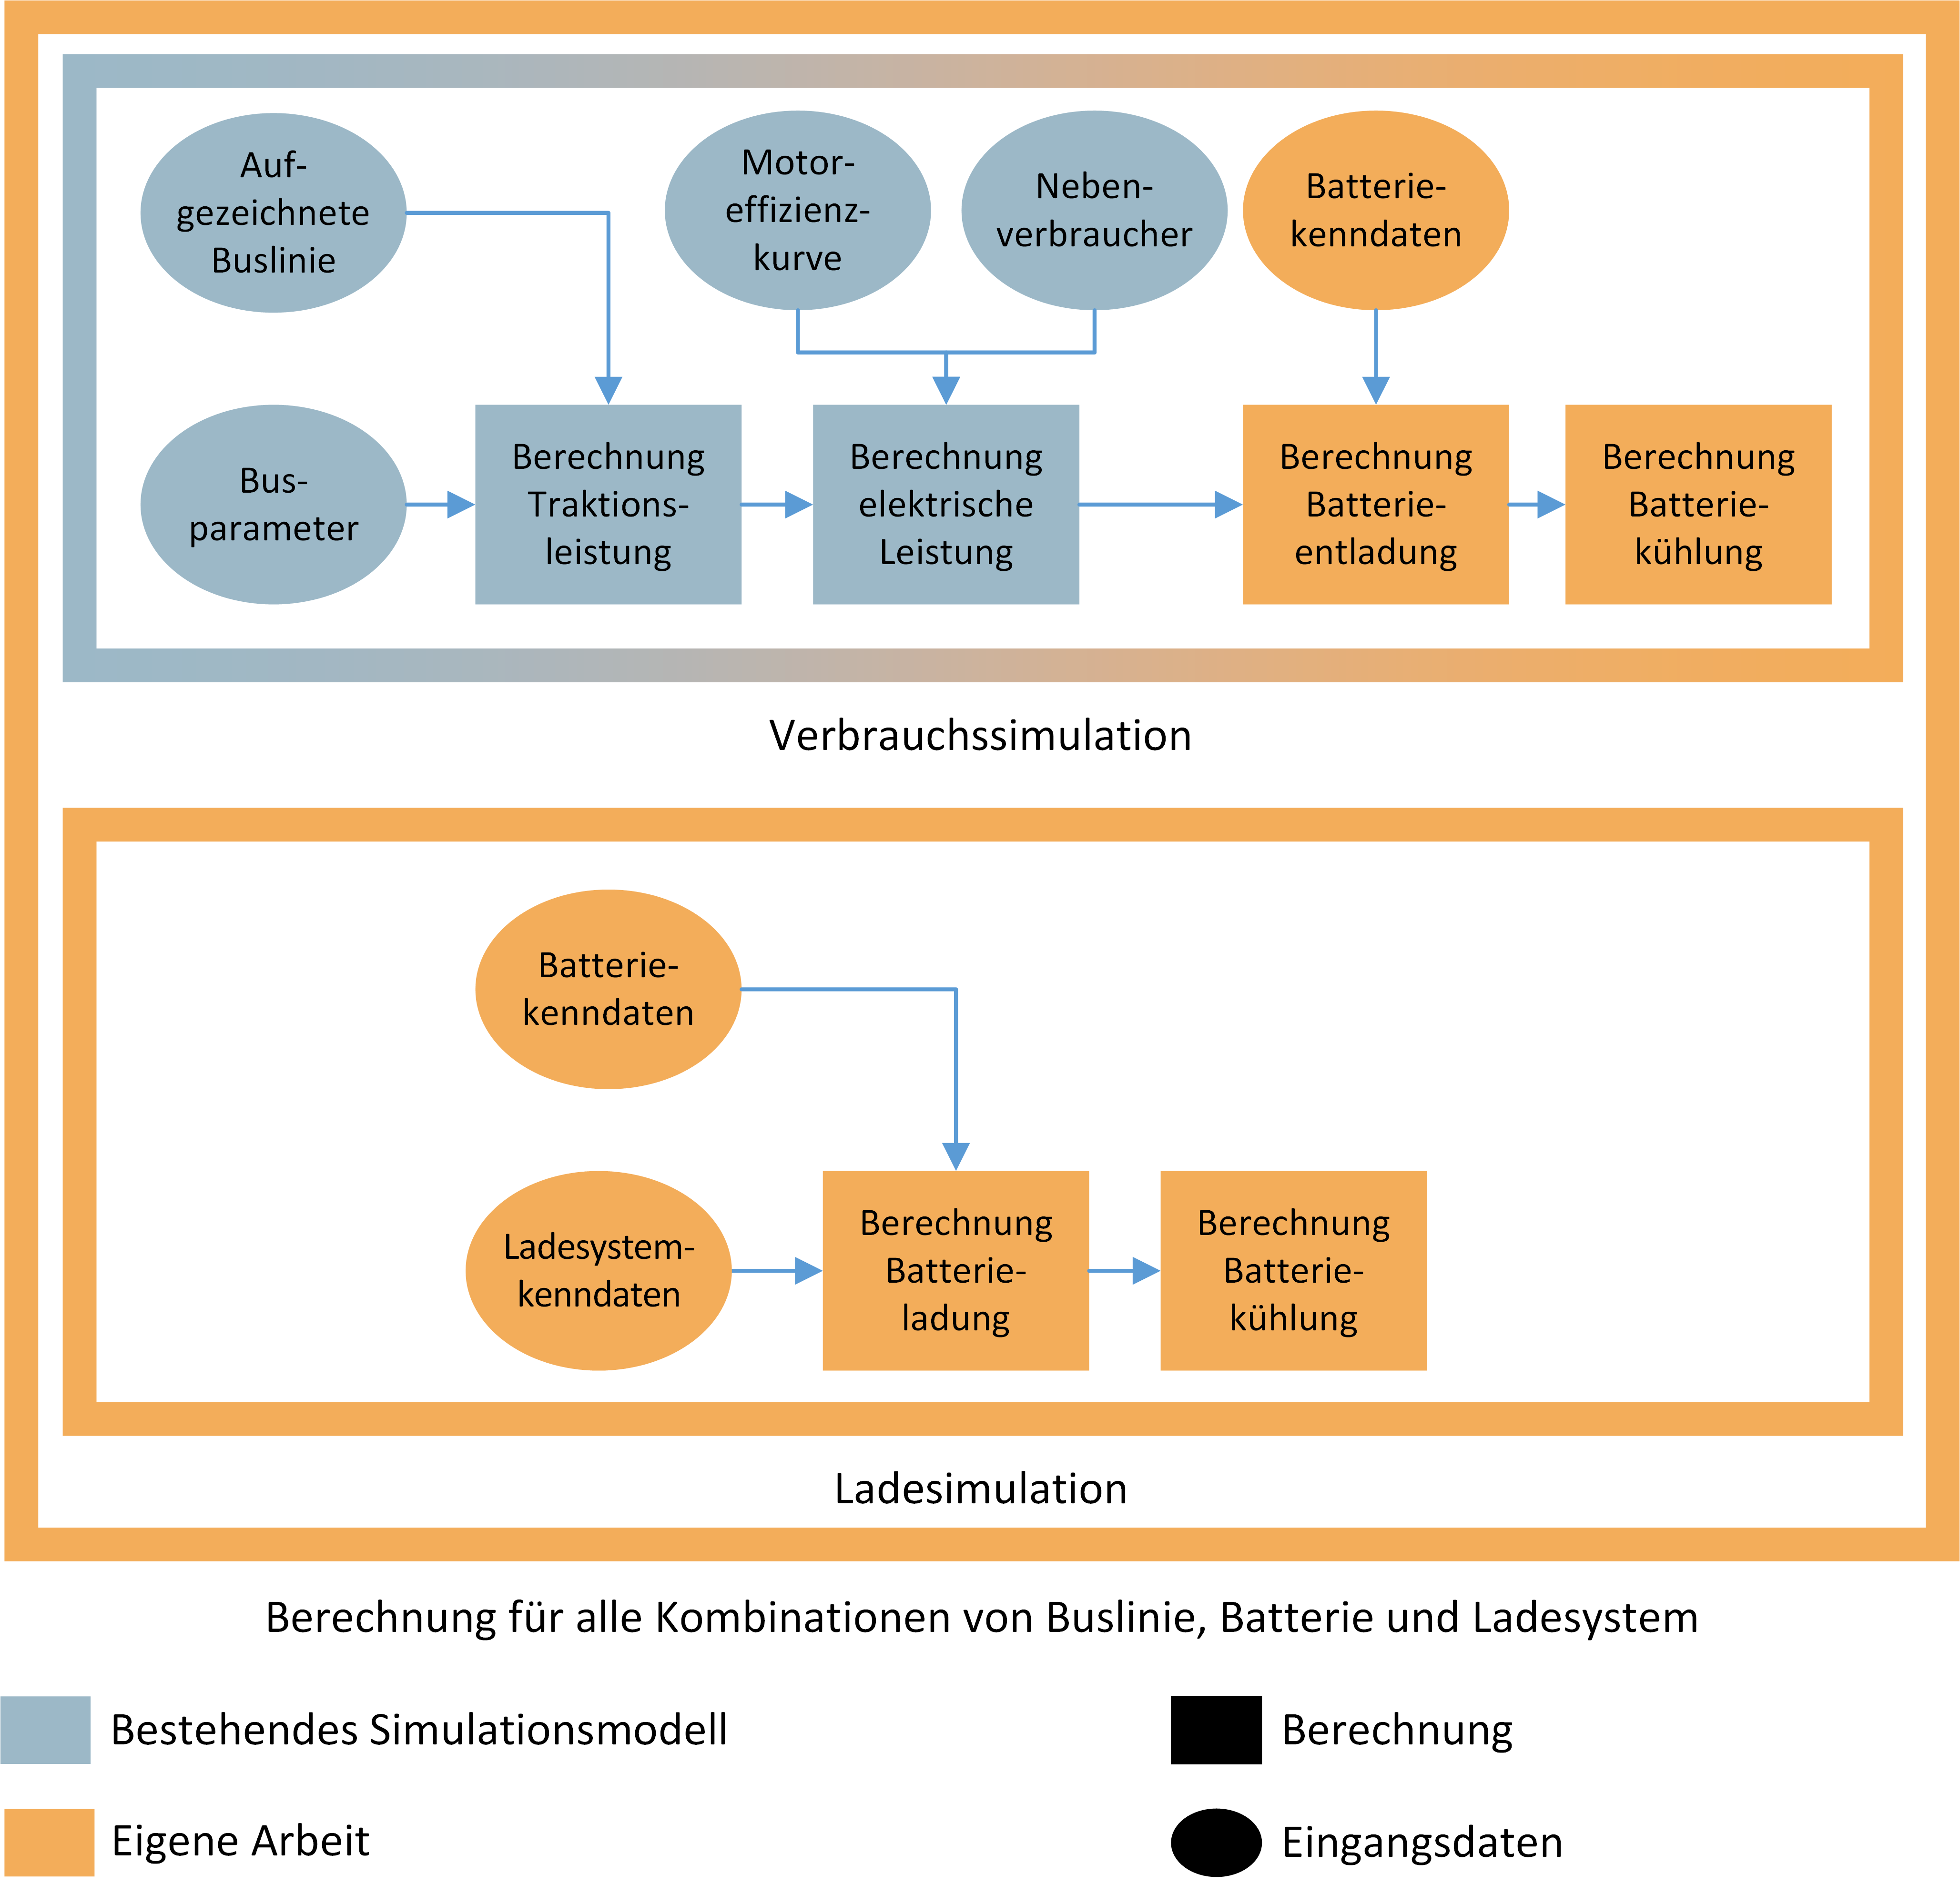 Auf-
gezeichnete
Buslinie
Motor-
effizienz-
kurve
Neben-
verbraucher
Batterie-
kenndaten
Bus-
parameter
Berechnung
Traktions-
leistung
Berechnung
elektrische
Leistung
Berechnung
Batterie-
entladung
Berechnung
Batterie-
kühlung
Verbrauchssimulation
Batterie-
kenndaten
Ladesystem-
kenndaten
Berechnung
Batterie-
ladung
Berechnung
Batterie-
kühlung
Ladesimulation
Berechnung für alle Kombinationen von Buslinie, Batterie und Ladesystem
Bestehendes Simulationsmodell
Berechnung
Eigene Arbeit
Eingangsdaten